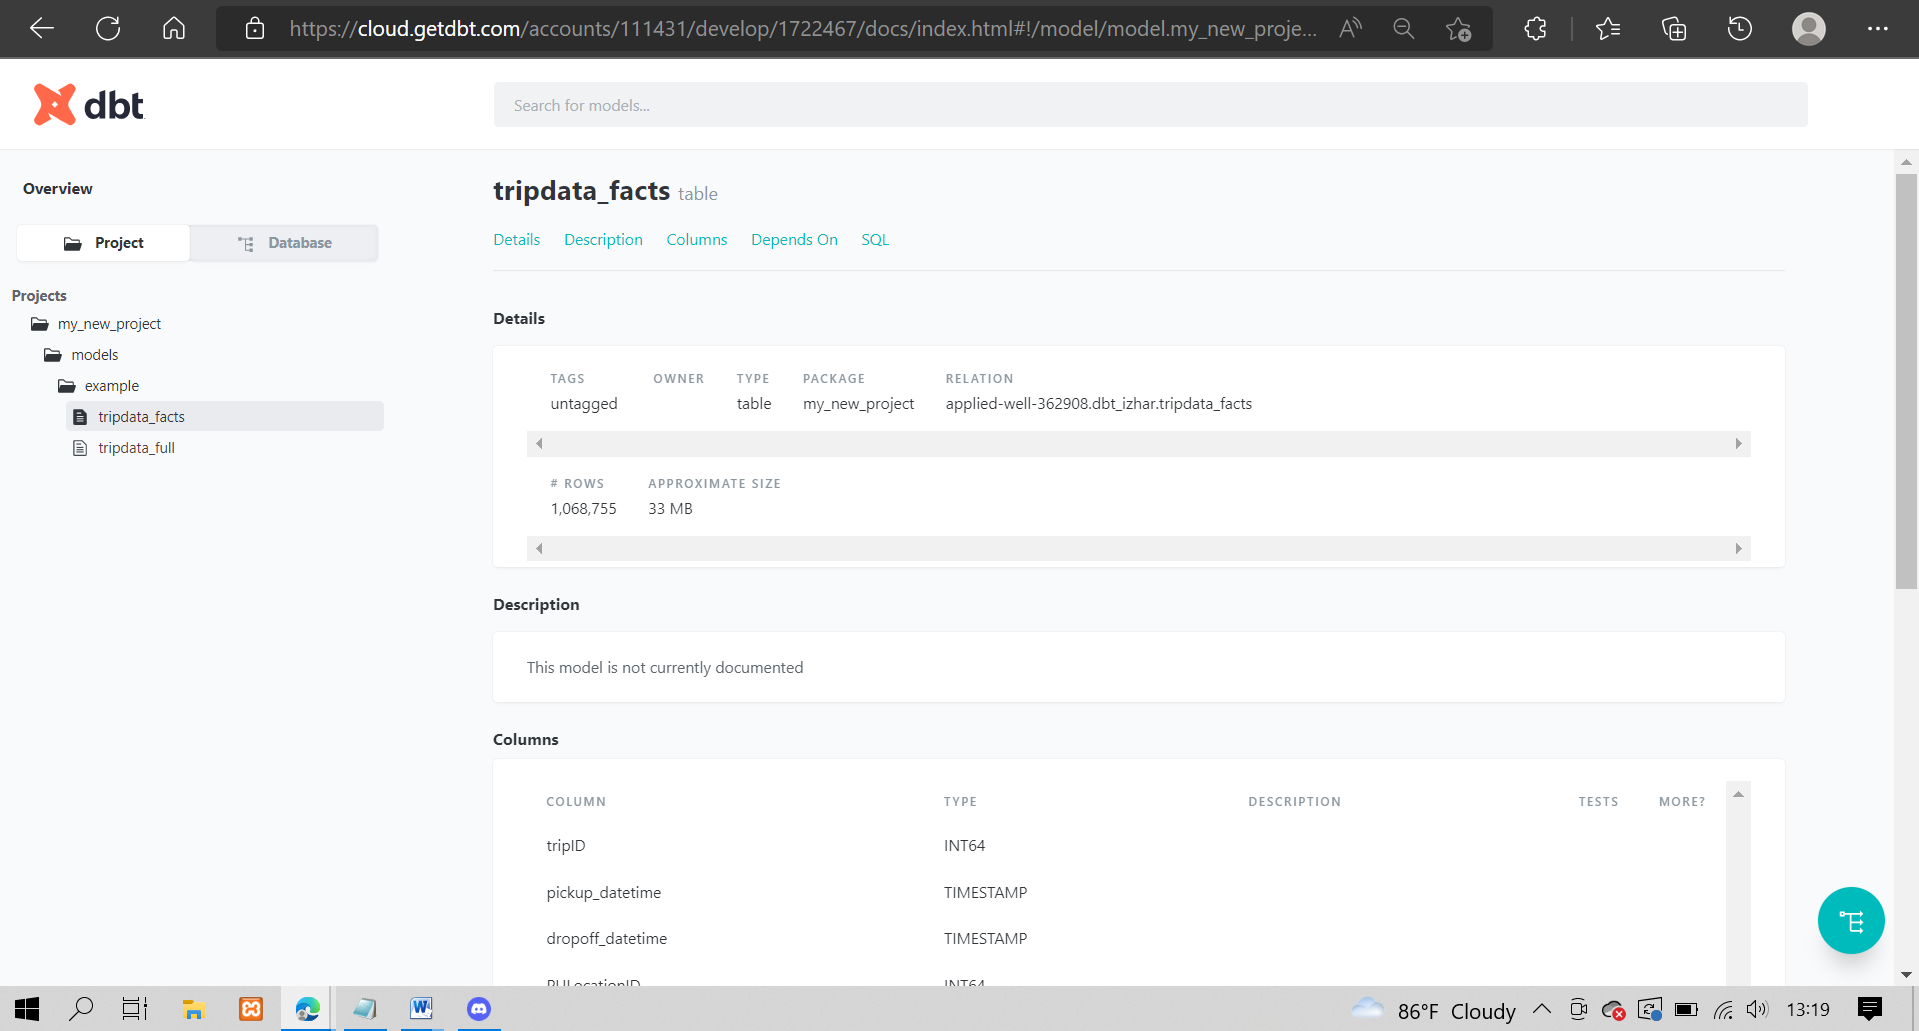 https://cloud.getdbt.com/accounts/111431/develop/1722467/docs/index.html#!/model/model.my_new_proje...
dbt
Search for models...
Overview
Project
Database
Projects
my_new_project
models
example
tripdata_facts
tripdata_full
tripdata_facts table
Details Description Columns Depends On SQL
Details
TAGS OWNER TYPE PACKAGE RELATION
untagged table my_new_project applied-well-362908.dbt_izhar.tripdata_facts
# ROWS APPROXIMATE SIZE
1,068,755 33 MB
Description
This model is not currently documented
Columns
COLUMN TYPE DESCRIPTION TESTS MORE?
tripID INT64
pickup_datetime TIMESTAMP
dropoff_datetime TIMESTAMP
PULocationID INT64
86°F Cloudy 13:19